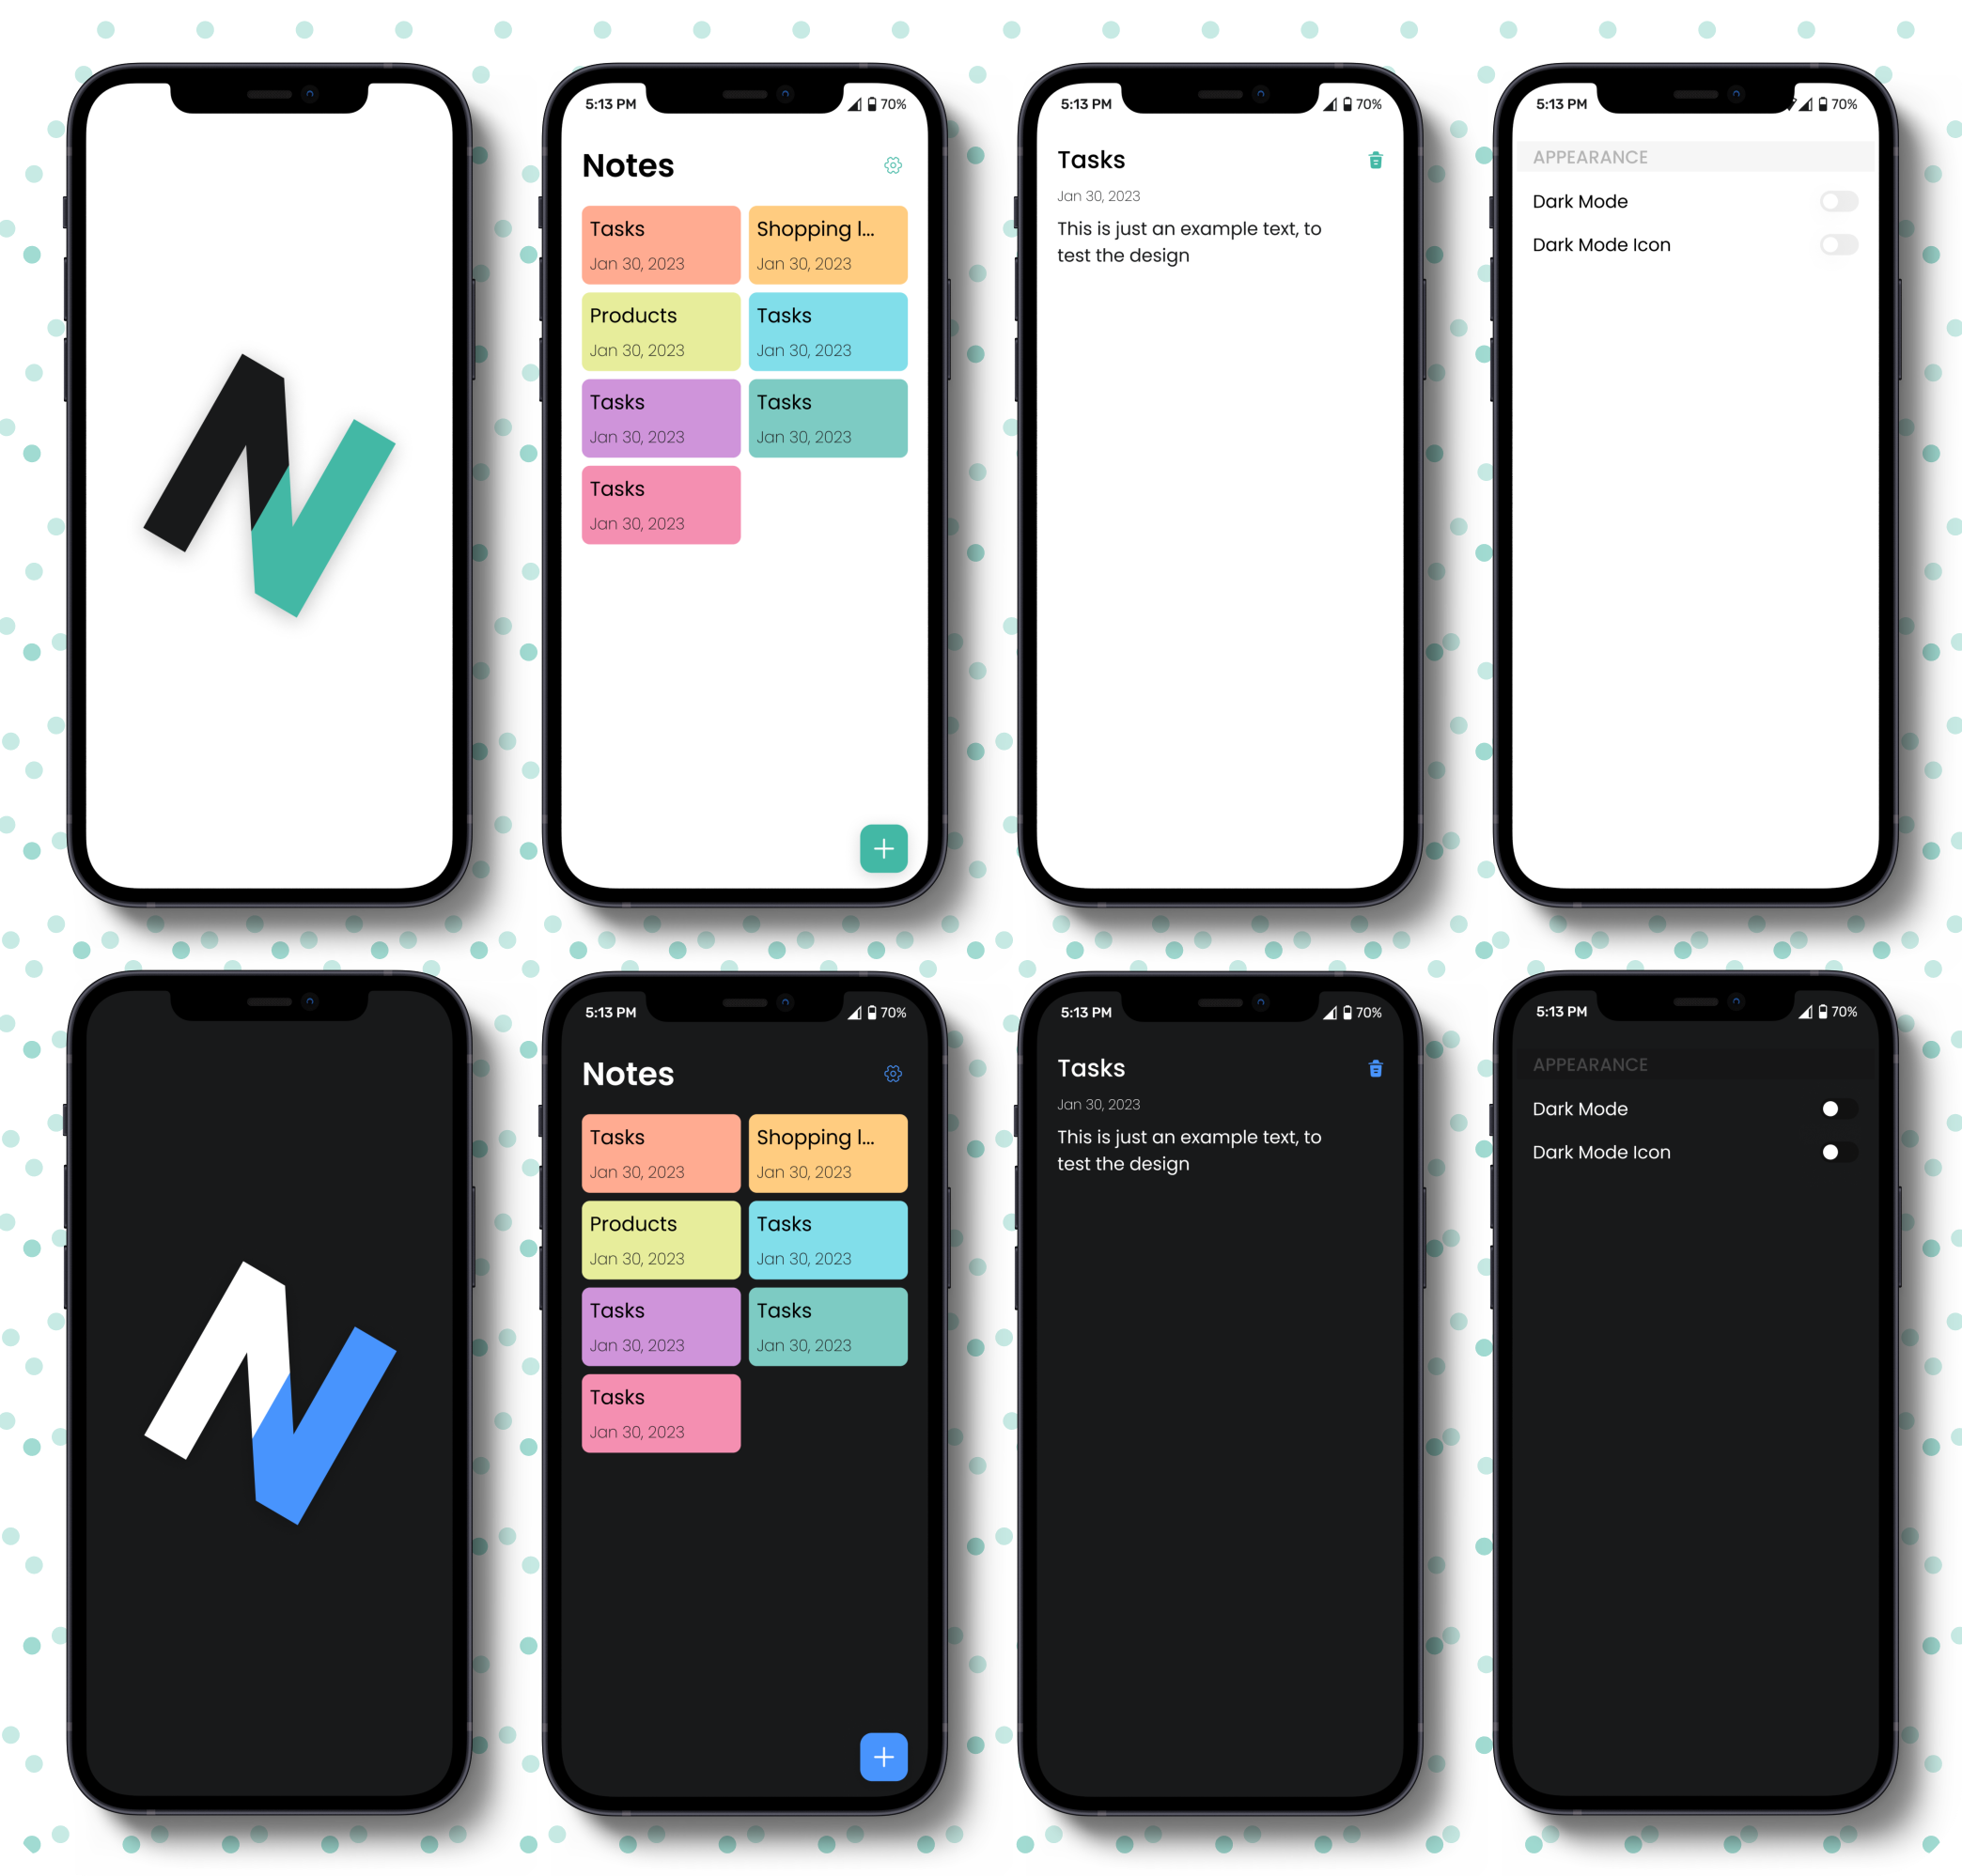 5:13 PM
70%
Notes
Tasks
Jan 30, 2023
Shopping l...
Jan 30, 2023
Products
Jan 30, 2023
Tasks
Jan 30, 2023
Tasks
Jan 30, 2023
Tasks
Jan 30, 2023
Tasks
Jan 30, 2023
5:13 PM
70%
Tasks
Jan 30, 2023
This is just an example text, to
test the design
5:13 PM
70%
APPEARANCE
Dark Mode
Dark Mode Icon
5:13 PM
70%
Notes
Tasks
Jan 30, 2023
Shopping l...
Jan 30, 2023
Products
Jan 30, 2023
Tasks
Jan 30, 2023
Tasks
Jan 30, 2023
Tasks
Jan 30, 2023
Tasks
Jan 30, 2023
5:13 PM
70%
Tasks
Jan 30, 2023
This is just an example text, to
test the design
5:13 PM
70%
APPEARANCE
Dark Mode
Dark Mode Icon